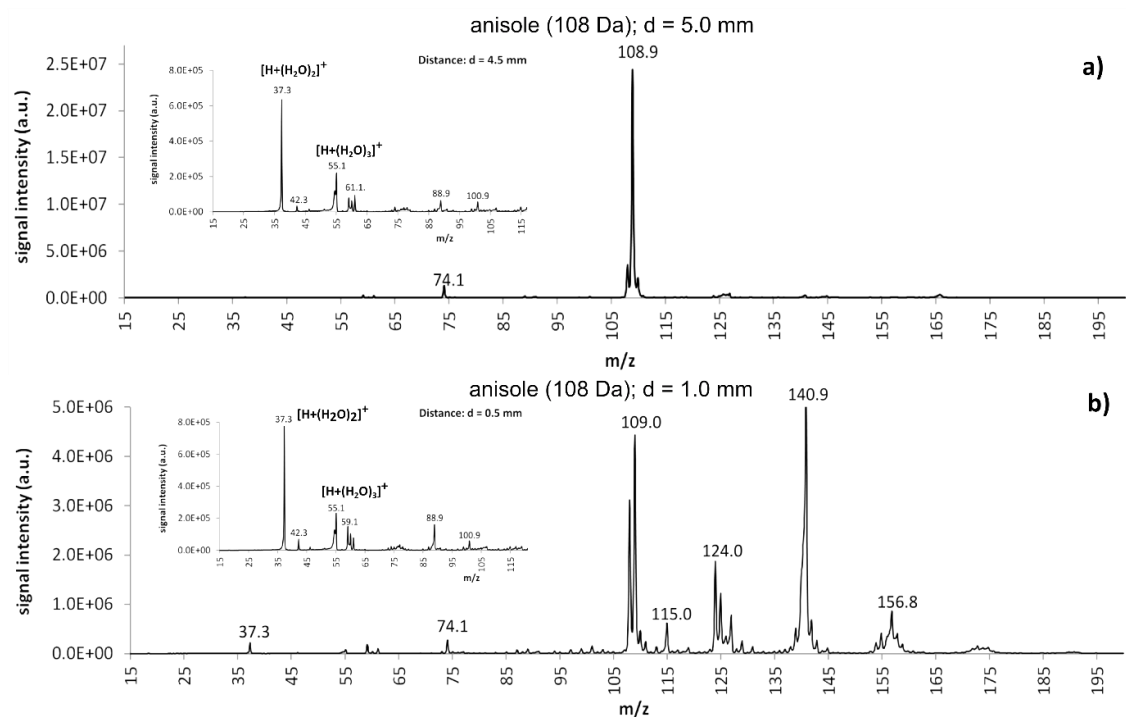 anisole (108 Da); d = 5.0 mm
a)
signal intensity (a.u.)
2.5E+07
2.0E+07
1.5E+07
1.0E+07
5.0E+06
0.0E+00
108.9
74.1
15 25 35 45 55 65 75 85 95 105 115 125 135 145 155 165 175 185 195
m/z
Distance: d = 4.5 mm
signal intensity (a.u.)
8.0E+05
6.0E+05
4.0E+05
2.0E+05
0.0E+00
[H+(H₂O)₂]⁺
37.3
42.3
[H+(H₂O)₃]⁺
55.1
61.1.
88.9
100.9
15 25 35 45 55 65 75 85 95 105 115
m/z
anisole (108 Da); d = 1.0 mm
b)
signal intensity (a.u.)
5.0E+06
4.0E+06
3.0E+06
2.0E+06
1.0E+06
0.0E+00
37.3
74.1
109.0
115.0
124.0
140.9
156.8
15 25 35 45 55 65 75 85 95 105 115 125 135 145 155 165 175 185 195
m/z
Distance: d = 0.5 mm
signal intensity (a.u.)
8.0E+05
6.0E+05
4.0E+05
2.0E+05
0.0E+00
[H+(H₂O)₂]⁺
37.3
42.3
[H+(H₂O)₃]⁺
55.1
59.1
88.9
100.9
15 25 35 45 55 65 75 85 95 105 115
m/z